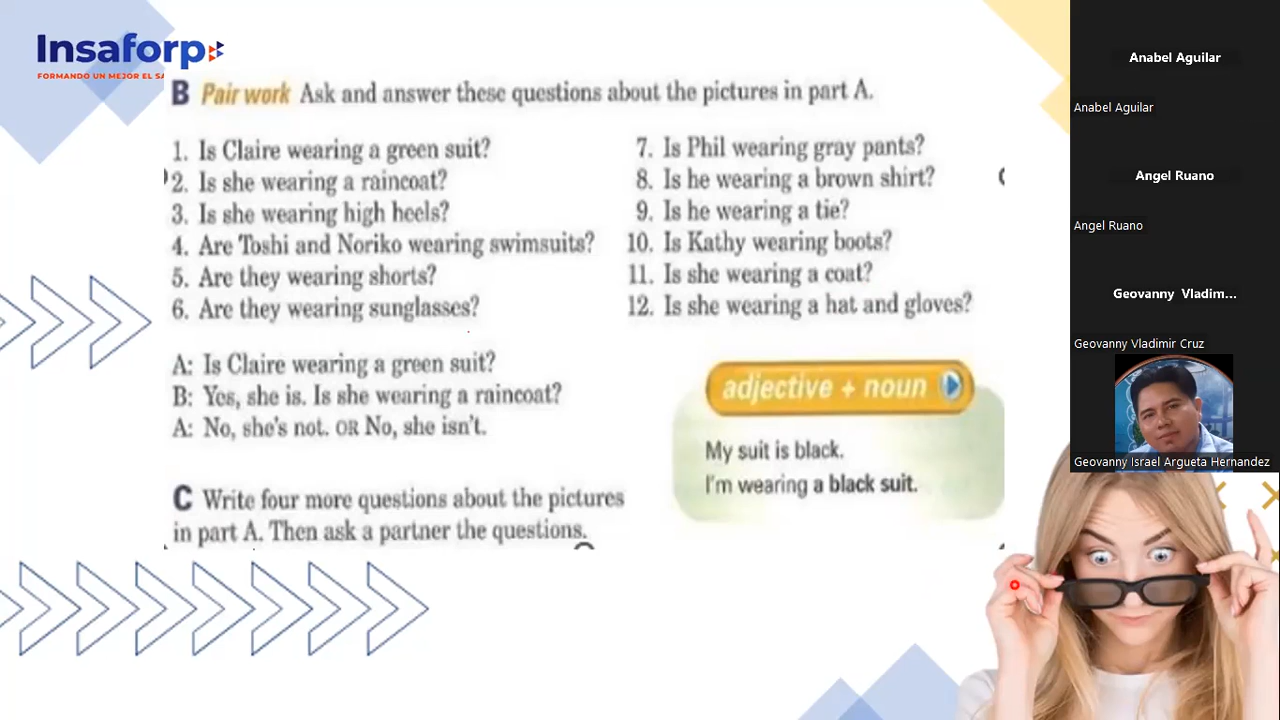 Insaforp
FORMANDO UN MEJOR EL SA
B Pair work Ask and answer these questions about the pictures in part A.
1. Is Claire wearing a green suit?
2. Is she wearing a raincoat?
3. Is she wearing high heels?
4. Are Toshi and Noriko wearing swimsuits?
5. Are they wearing shorts?
6. Are they wearing sunglasses?
7. Is Phil wearing gray pants?
8. Is he wearing a brown shirt?
9. Is he wearing a tie?
10. Is Kathy wearing boots?
11. Is she wearing a coat?
12. Is she wearing a hat and gloves?
A: Is Claire wearing a green suit?
B: Yes, she is. Is she wearing a raincoat?
A: No, she's not. OR No, she isn't.
adjective + noun
My suit is black.
I'm wearing a black suit.
C Write four more questions about the pictures
in part A. Then ask a partner the questions.
Anabel Aguilar
Anabel Aguilar
Angel Ruano
Angel Ruano
Geovanny Vladim...
Geovanny Vladimir Cruz
Geovanny Israel Argueta Hernandez